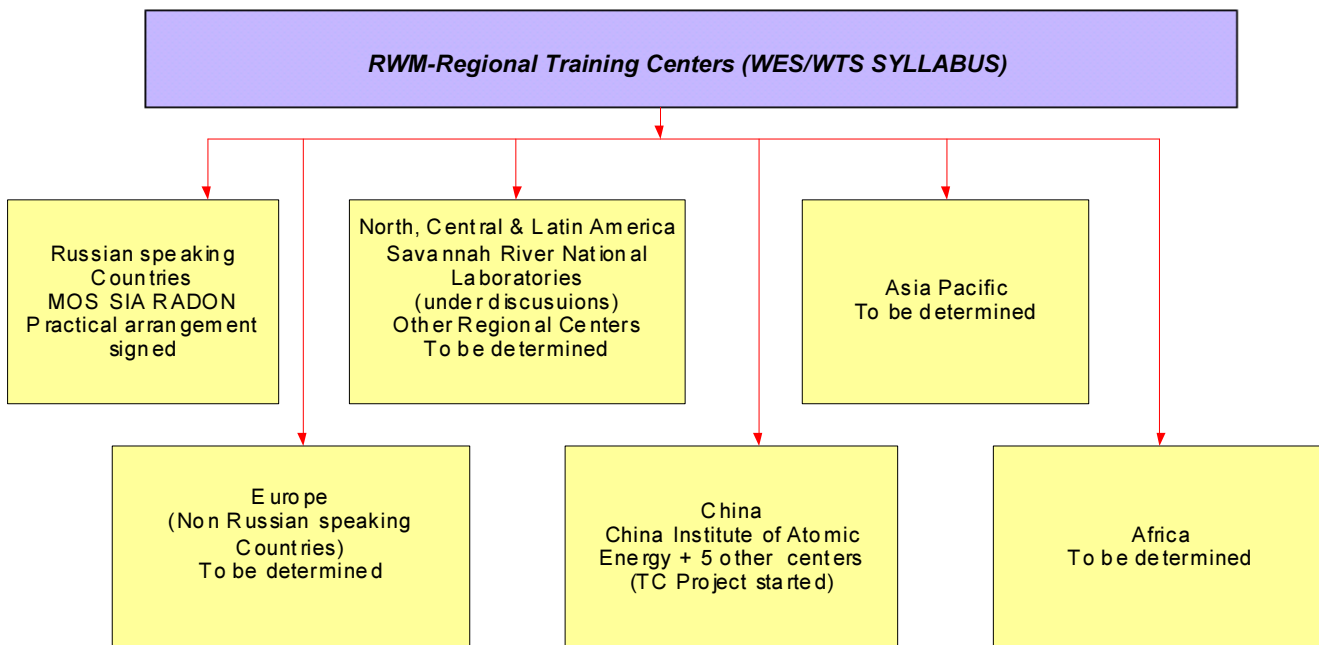 RWM-Regional Training Centers (WES/WTS SYLLABUS)
Russian speaking
Countries
MOS SIA RADON
Practical arrangement
signed
North, Central & Latin America
Savannah River National
Laboratories
(under discusuions)
Other Regional Centers
To be determined
Asia Pacific
To be determined
Europe
(Non Russian speaking
Countries)
To be determined
China
China Institute of Atomic
Energy + 5 other centers
(TC Project started)
Africa
To be determined